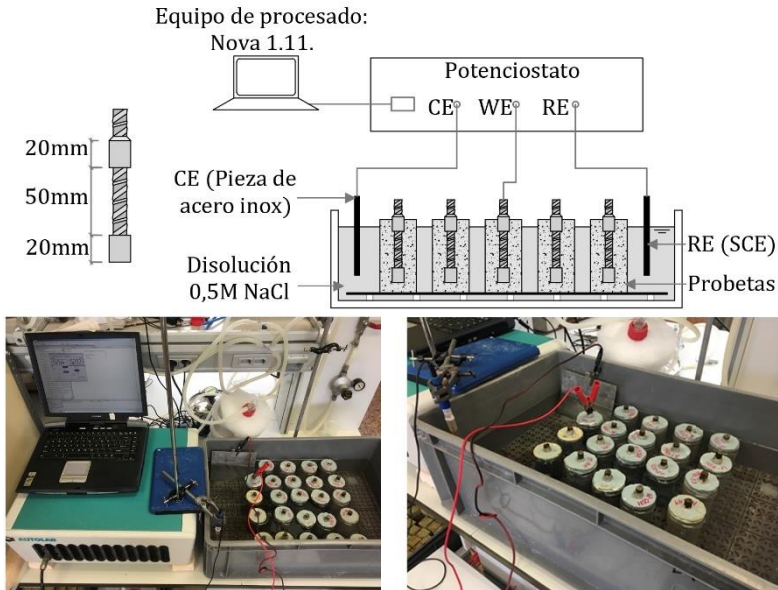 Equipo de procesado:
Nova 1.11.
Potenciostato
CE WE RE
20mm
50mm
20mm
CE (Pieza de
acero inox)
Disolución
0,5M NaCl
RE (SCE)
Probetas
AUTOLAB